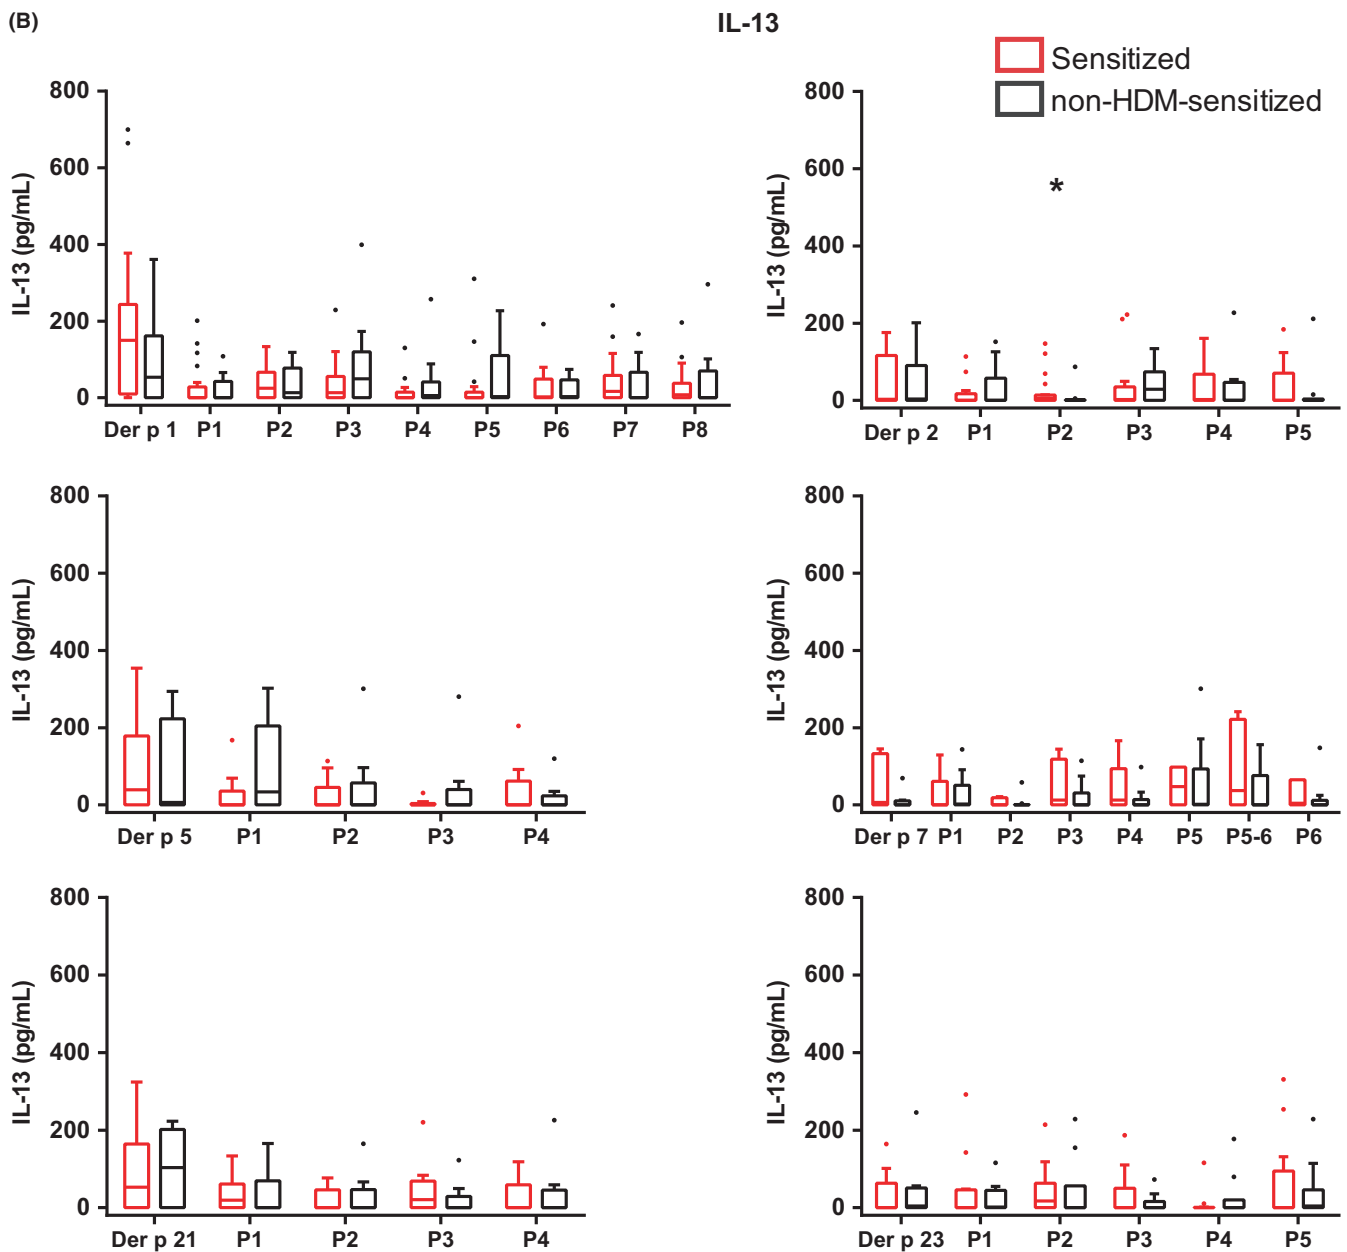 (B)
IL-13
Sensitized
non-HDM-sensitized
IL-13 (pg/mL)
800
600
400
200
0
Der p 1 P1 P2 P3 P4 P5 P6 P7 P8
IL-13 (pg/mL)
800
600
400
200
0
*
Der p 2 P1 P2 P3 P4 P5
IL-13 (pg/mL)
800
600
400
200
0
Der p 5 P1 P2 P3 P4
IL-13 (pg/mL)
800
600
400
200
0
Der p 7 P1 P2 P3 P4 P5 P5-6 P6
IL-13 (pg/mL)
800
600
400
200
0
Der p 21 P1 P2 P3 P4
IL-13 (pg/mL)
800
600
400
200
0
Der p 23 P1 P2 P3 P4 P5